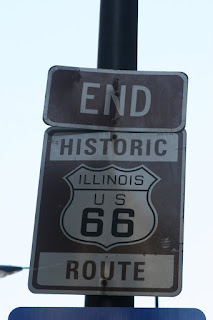 END
HISTORIC
ILLINOIS
U S
66
ROUTE